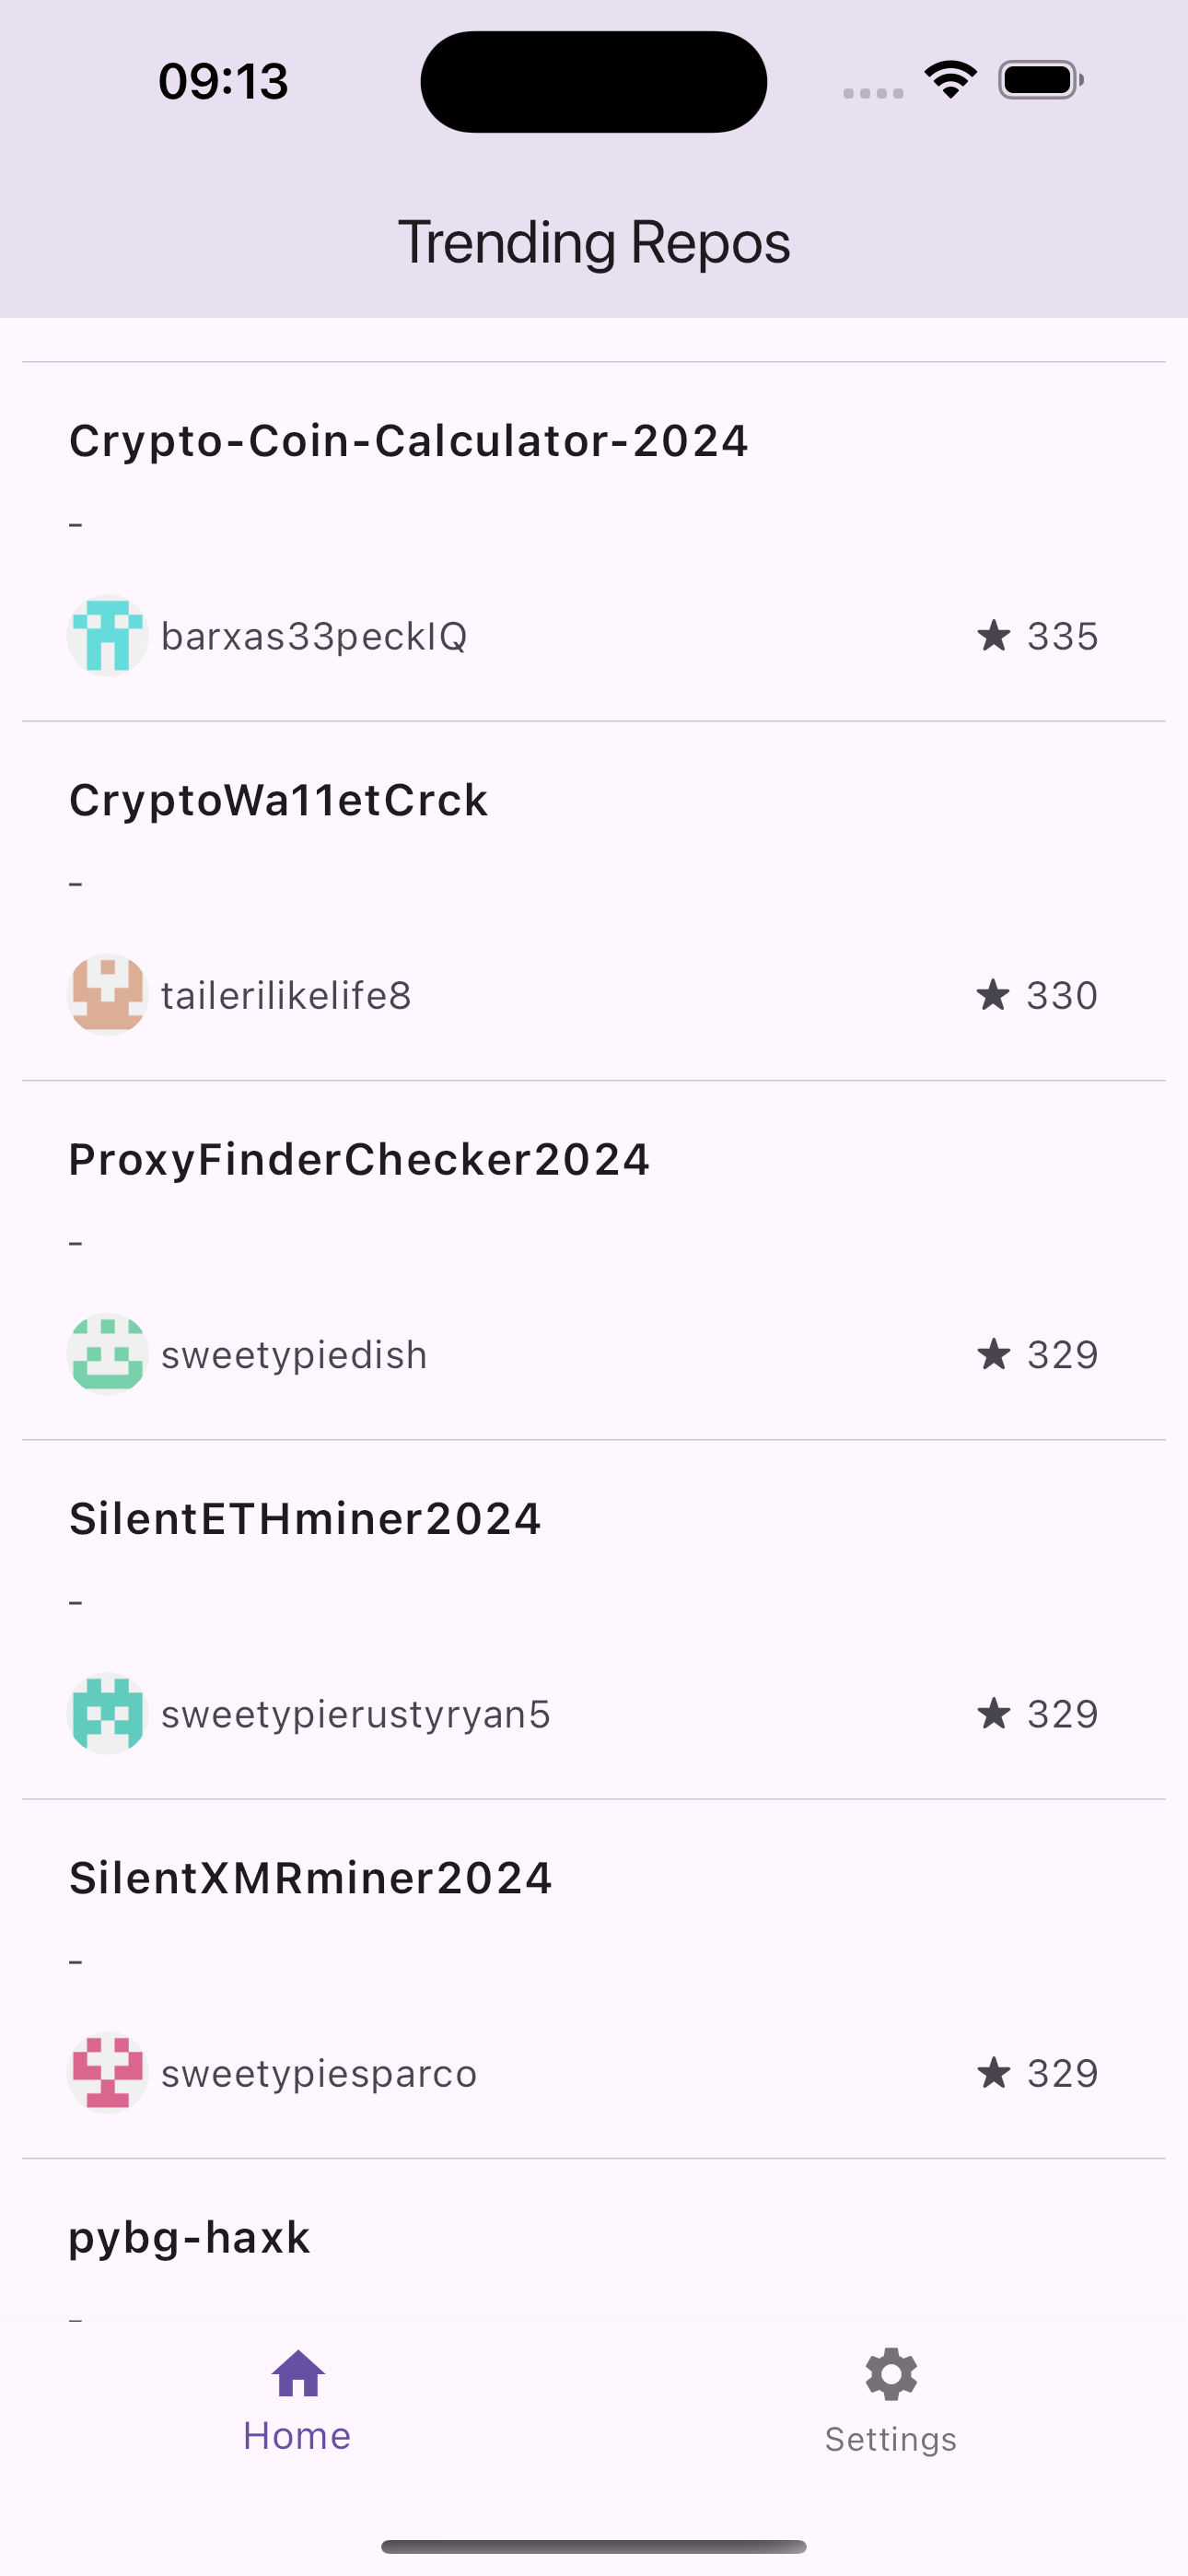 09:13
Trending Repos
Crypto-Coin-Calculator-2024
-
barxas33peckIQ ★ 335
CryptoWa11etCrck
-
tailerilikelife8 ★ 330
ProxyFinderChecker2024
-
sweetypiedish ★ 329
SilentETHminer2024
-
sweetypierustyryan5 ★ 329
SilentXMRminer2024
-
sweetypiesparco ★ 329
pybg-haxk
-
Home Settings